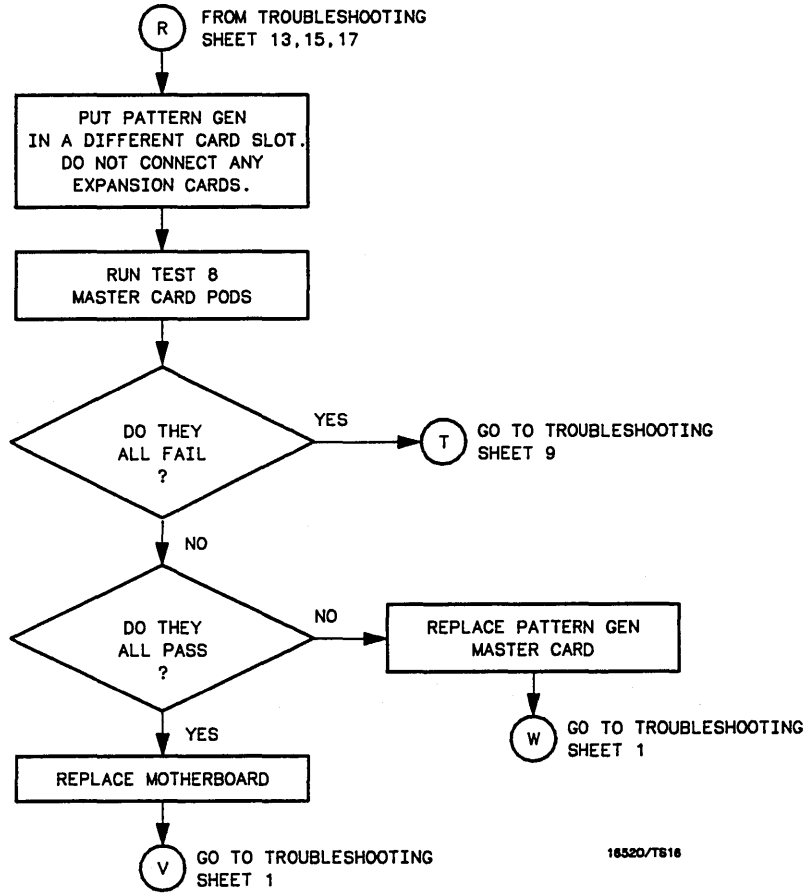 R
FROM TROUBLESHOOTING
SHEET 13,15,17
PUT PATTERN GEN
IN A DIFFERENT CARD SLOT.
DO NOT CONNECT ANY
EXPANSION CARDS.
RUN TEST 8
MASTER CARD PODS
DO THEY
ALL FAIL
?
YES
T
GO TO TROUBLESHOOTING
SHEET 9
NO
DO THEY
ALL PASS
?
NO
REPLACE PATTERN GEN
MASTER CARD
W
GO TO TROUBLESHOOTING
SHEET 1
YES
REPLACE MOTHERBOARD
V
GO TO TROUBLESHOOTING
SHEET 1
16520/TS16